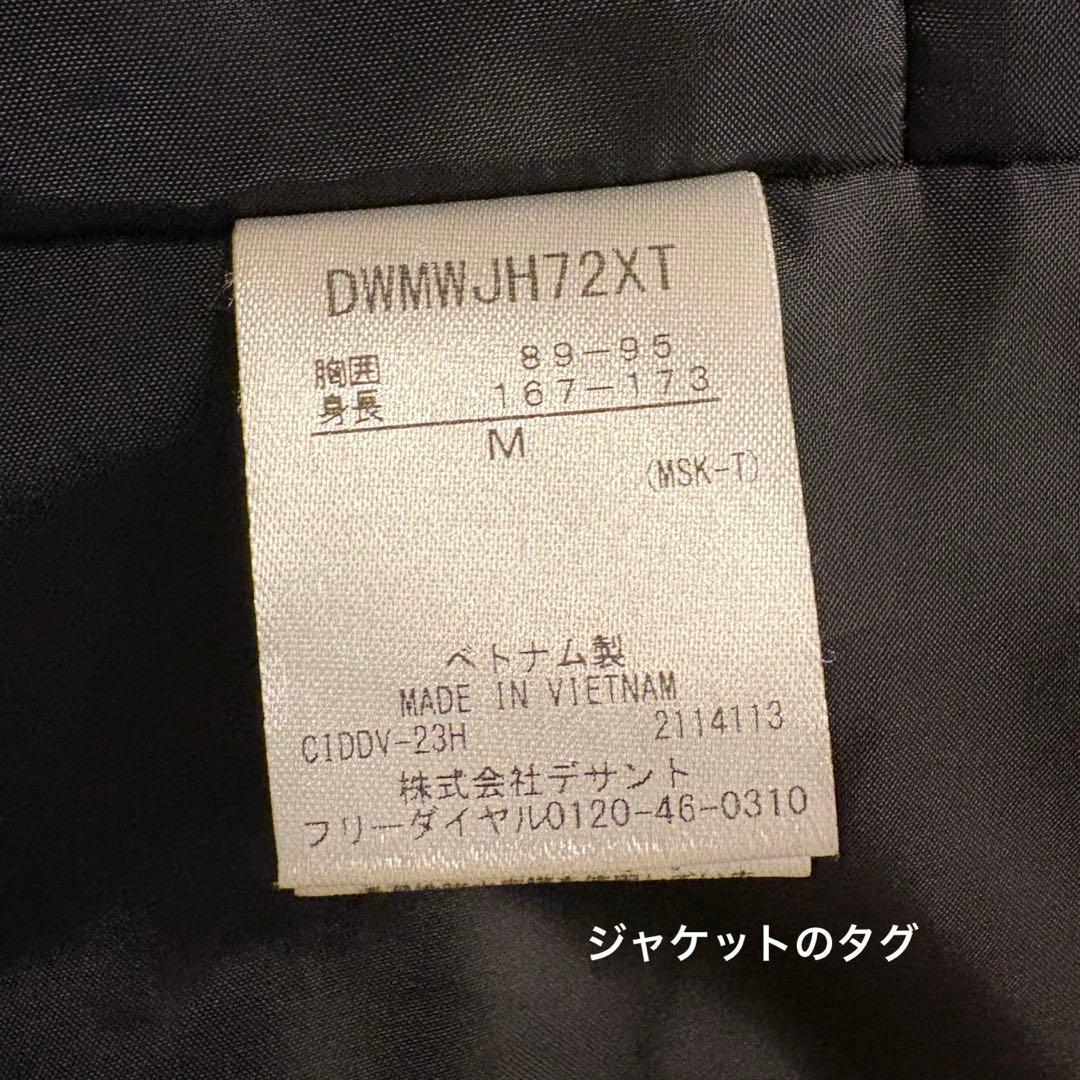 DWMWJH72XT
胸囲 89-95
身長 167-173
M
(MSK-T)
ベトナム製
MADE IN VIETNAM
CIDDV-23H 2114113
株式会社デサント
フリーダイヤル0120-46-0310
ジャケットのタグ